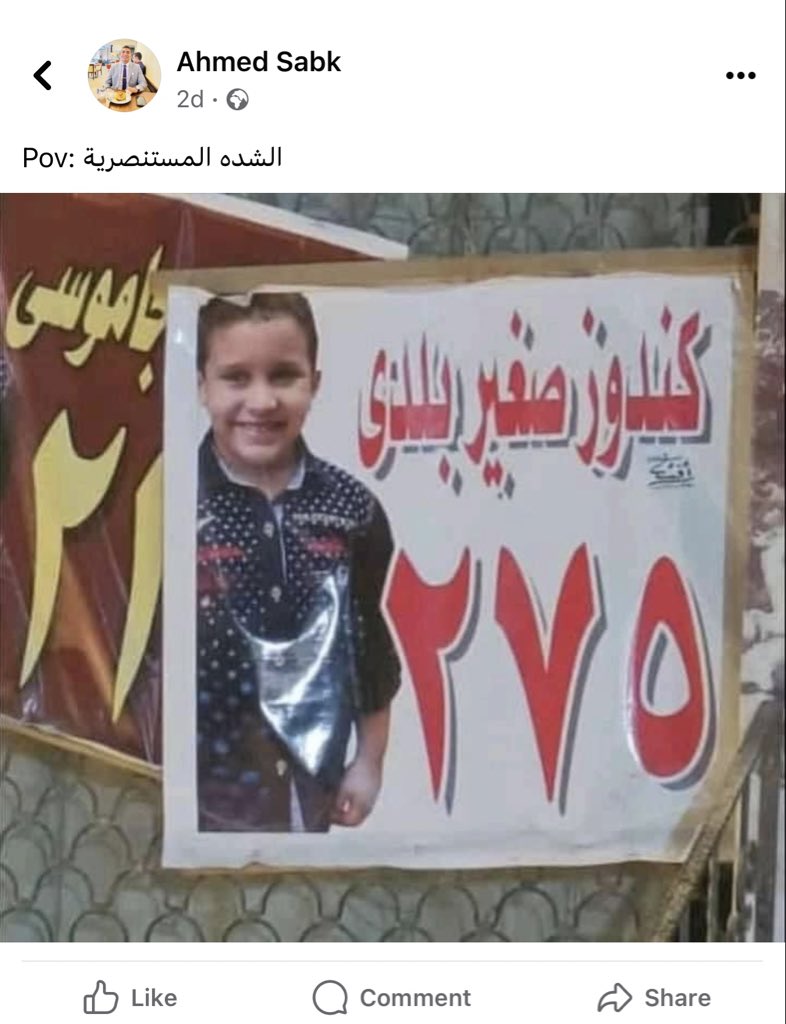 Ahmed Sabk
2d
Pov: الشده المستنصرية
جاموسى
كندوز صغير بلدى
٢٧٥
Like
Comment
Share